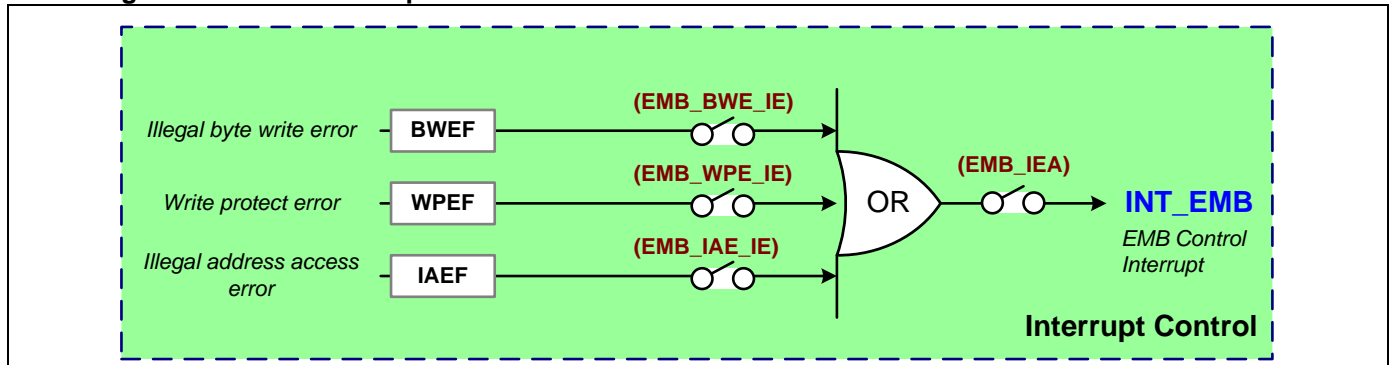 (EMB_BWE_IE)
Illegal byte write error
BWEF
(EMB_WPE_IE)
(EMB_IEA)
Write protect error
WPEF
OR
INT_EMB
EMB Control
Interrupt
(EMB_IAE_IE)
Illegal address access
error
IAEF
Interrupt Control